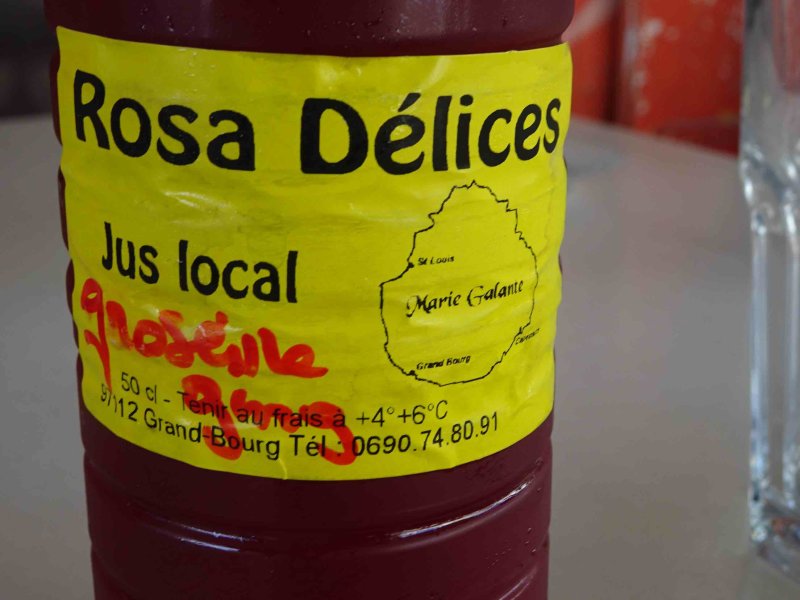 Rosa Délices
Jus local
groseille
St Louis
Marie Galante
Grand Bourg
50 cl - Tenir au frais à +4°+6°C
97112 Grand-Bourg Tél : 0690.74.80.91